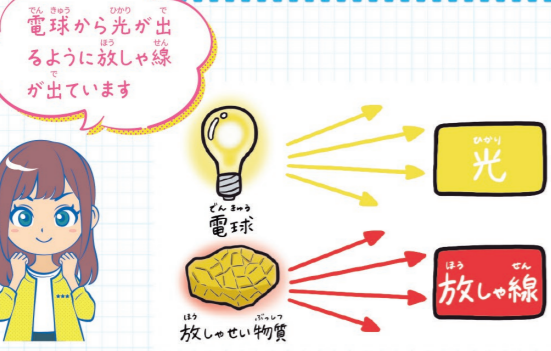 電球から光が出
るように放しゃ線
が出ています
光
電球
放しゃ線
放しゃせい物質